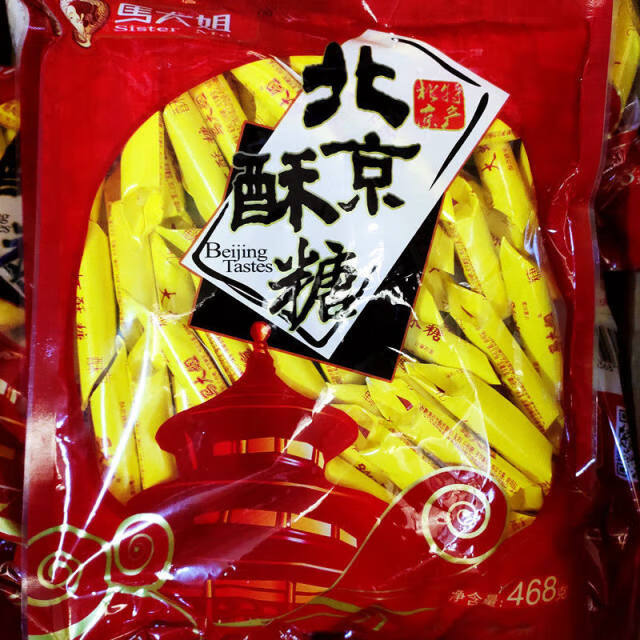 馬大姐
Sister Ma
北京
酥糖
Beijing
Tastes
北京
特产
净含量: 468克